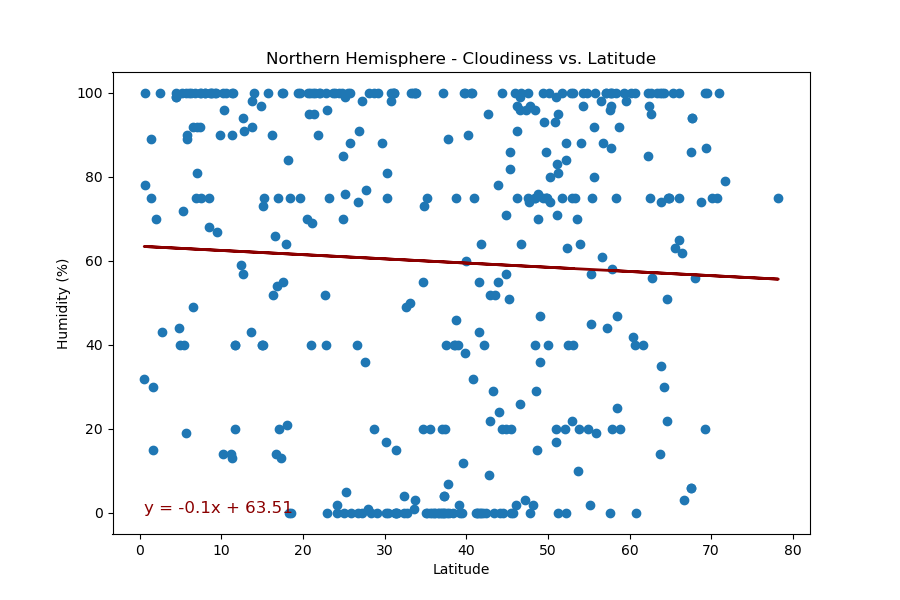 Northern Hemisphere - Cloudiness vs. Latitude
Humidity (%)
100
80
60
40
20
0
y = -0.1x + 63.51
0 10 20 30 40 50 60 70 80
Latitude